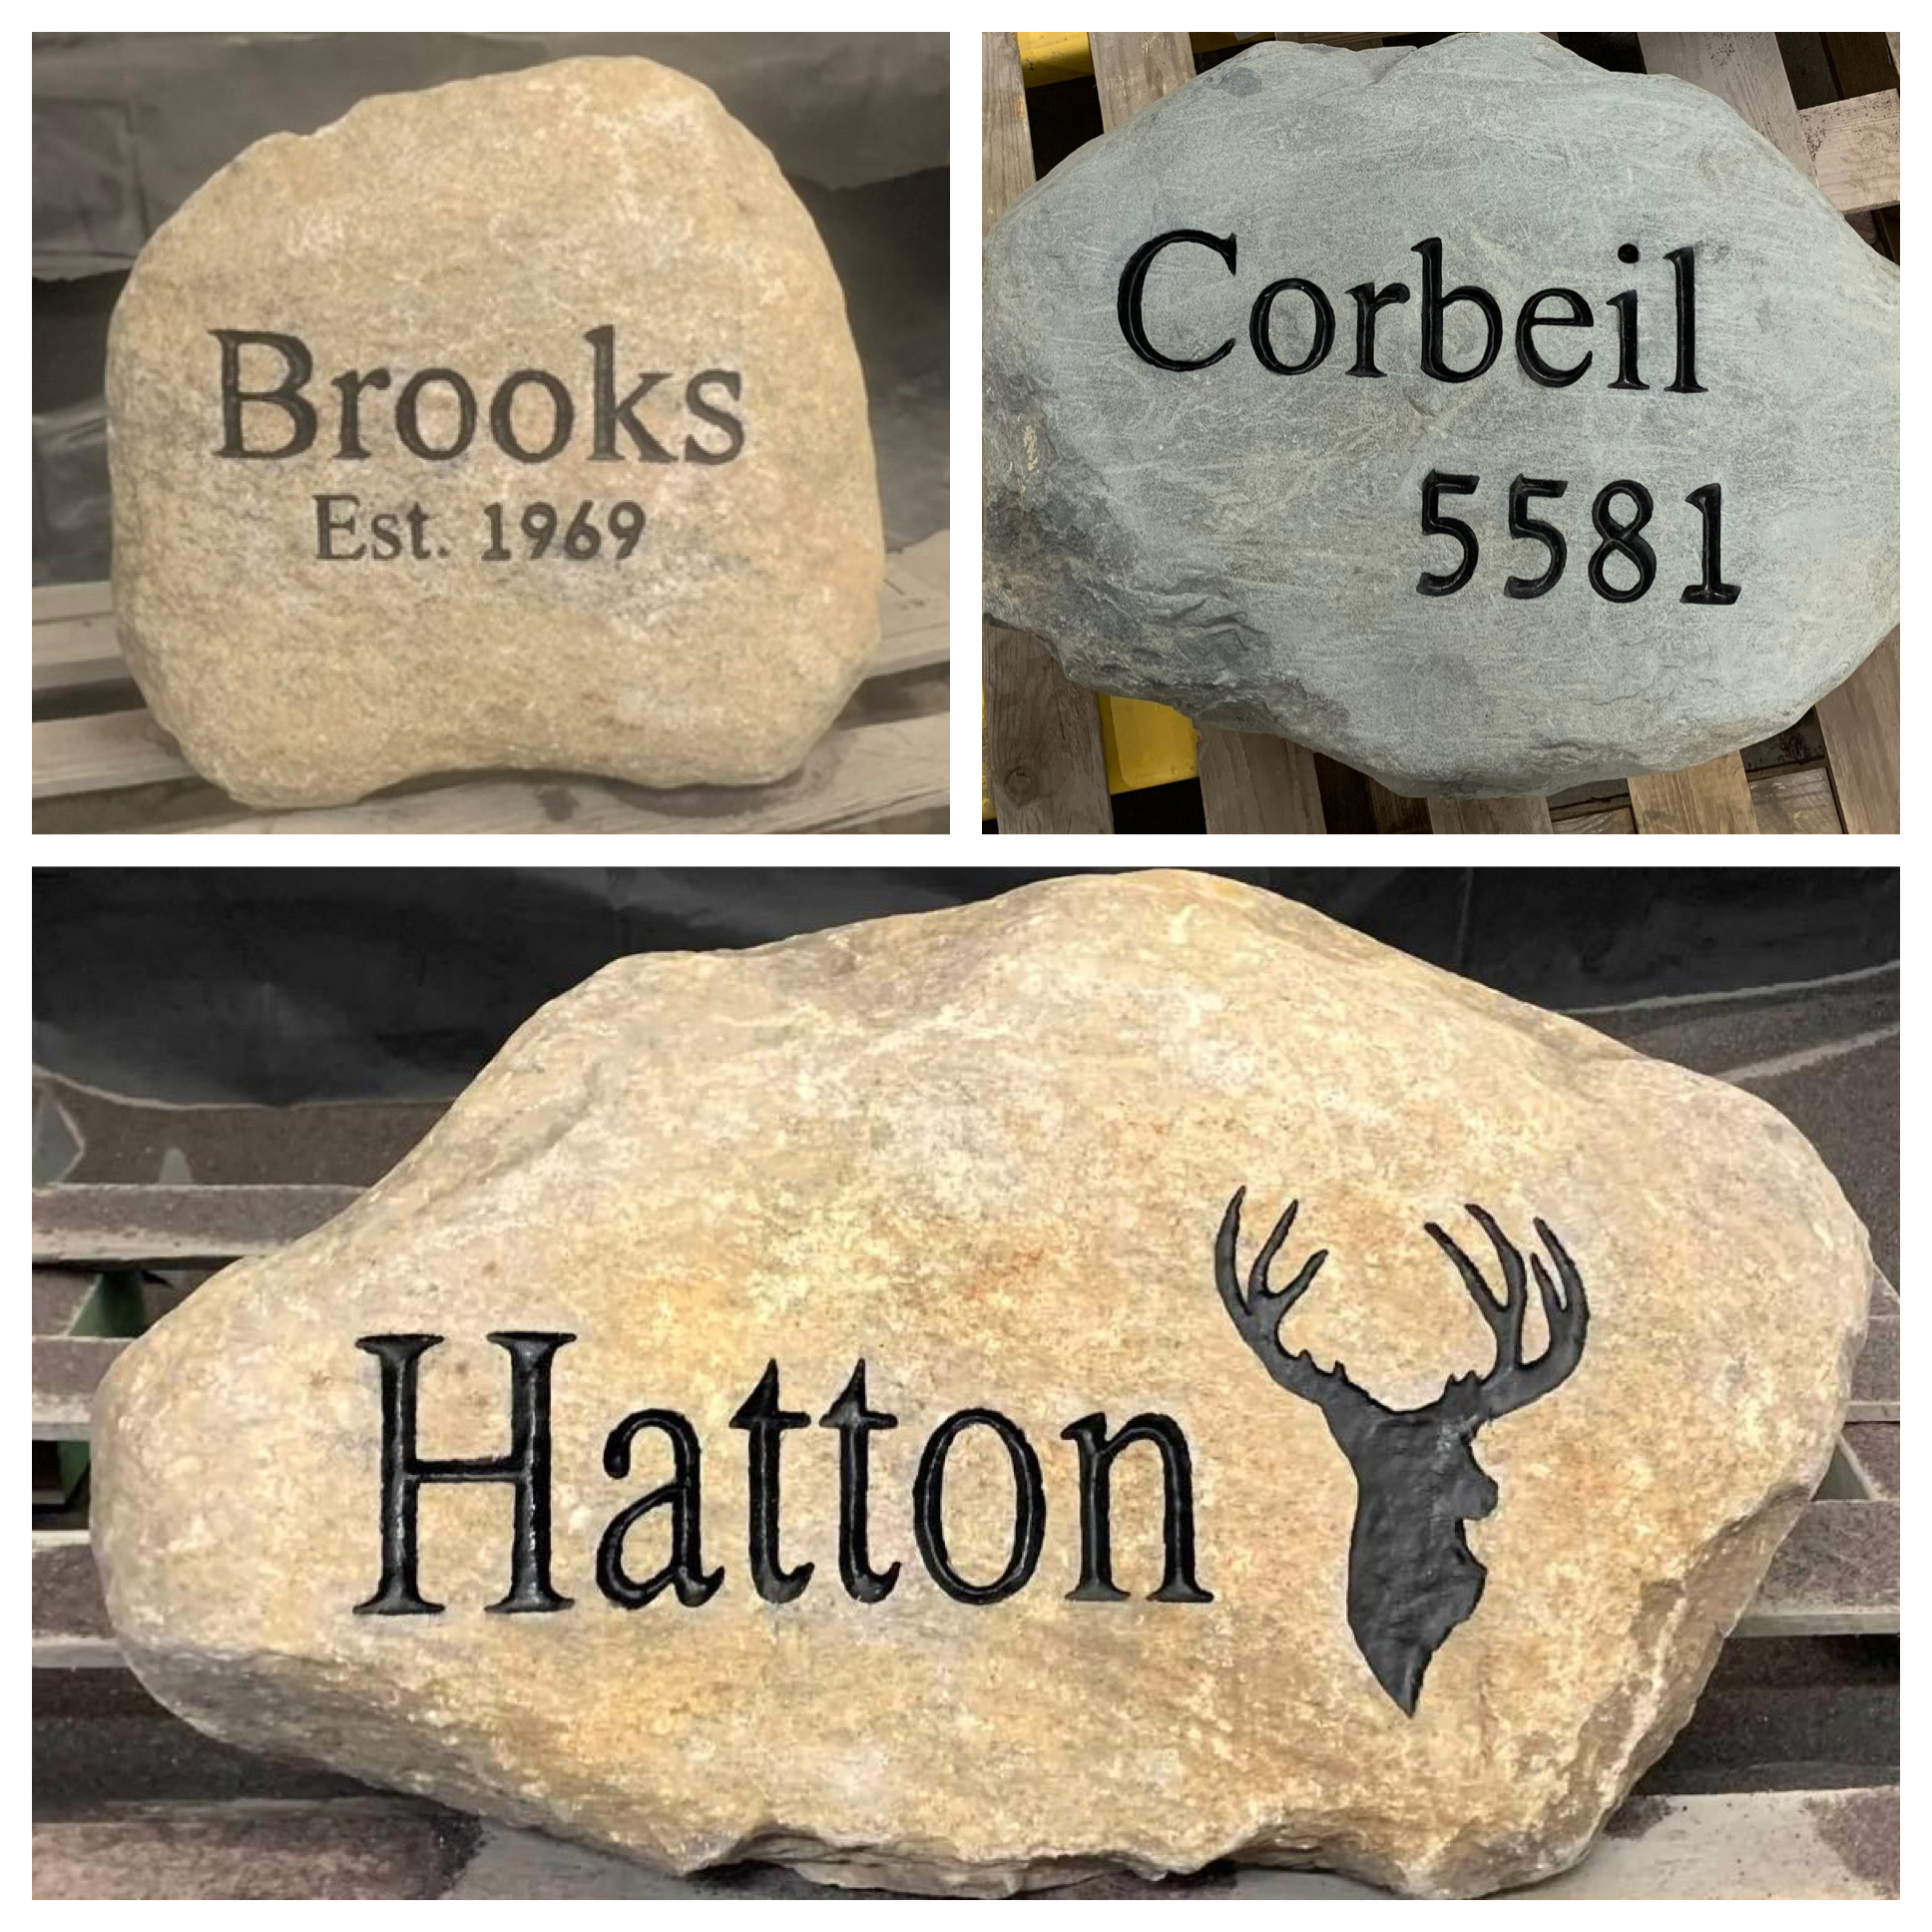 Brooks
Est. 1969
Corbeil
5581
Hatton